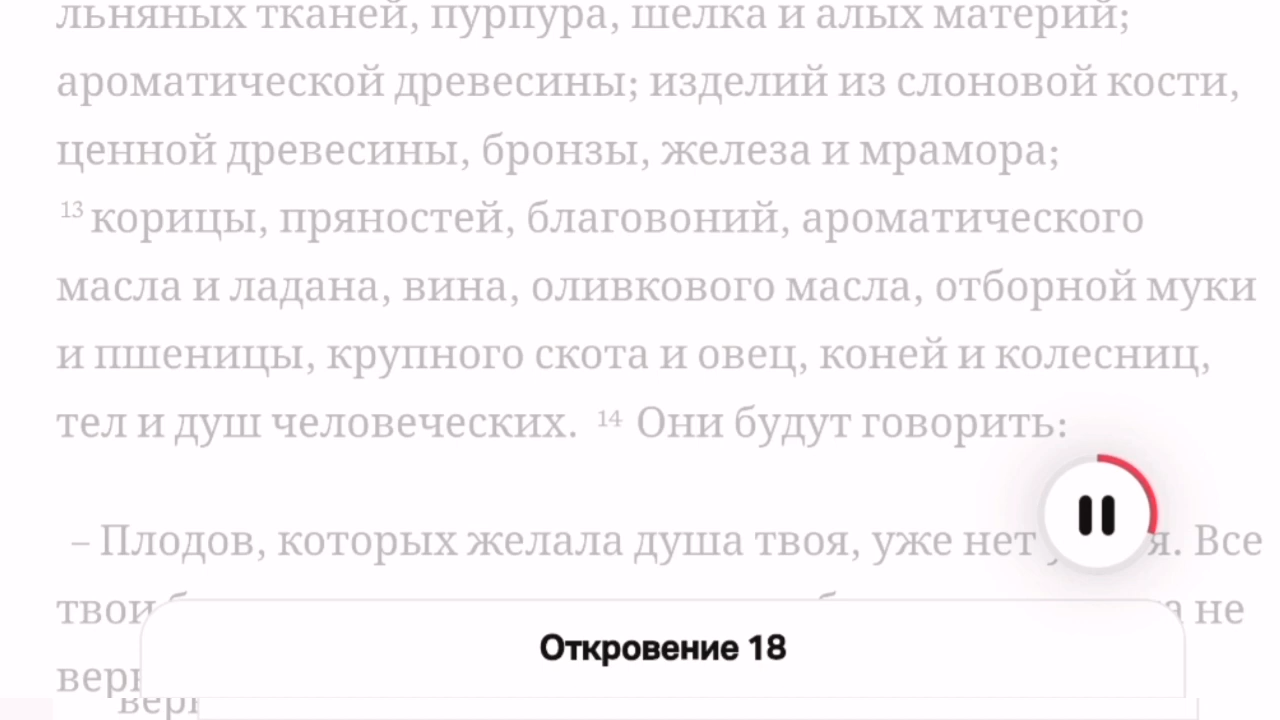 льняных тканей, пурпура, шелка и алых материй;
ароматической древесины; изделий из слоновой кости,
ценной древесины, бронзы, железа и мрамора;
13 корицы, пряностей, благовоний, ароматического
масла и ладана, вина, оливкового масла, отборной муки
и пшеницы, крупного скота и овец, коней и колесниц,
тел и душ человеческих. 14 Они будут говорить:
– Плодов, которых желала душа твоя, уже нет Все
твои не
Откровение 18